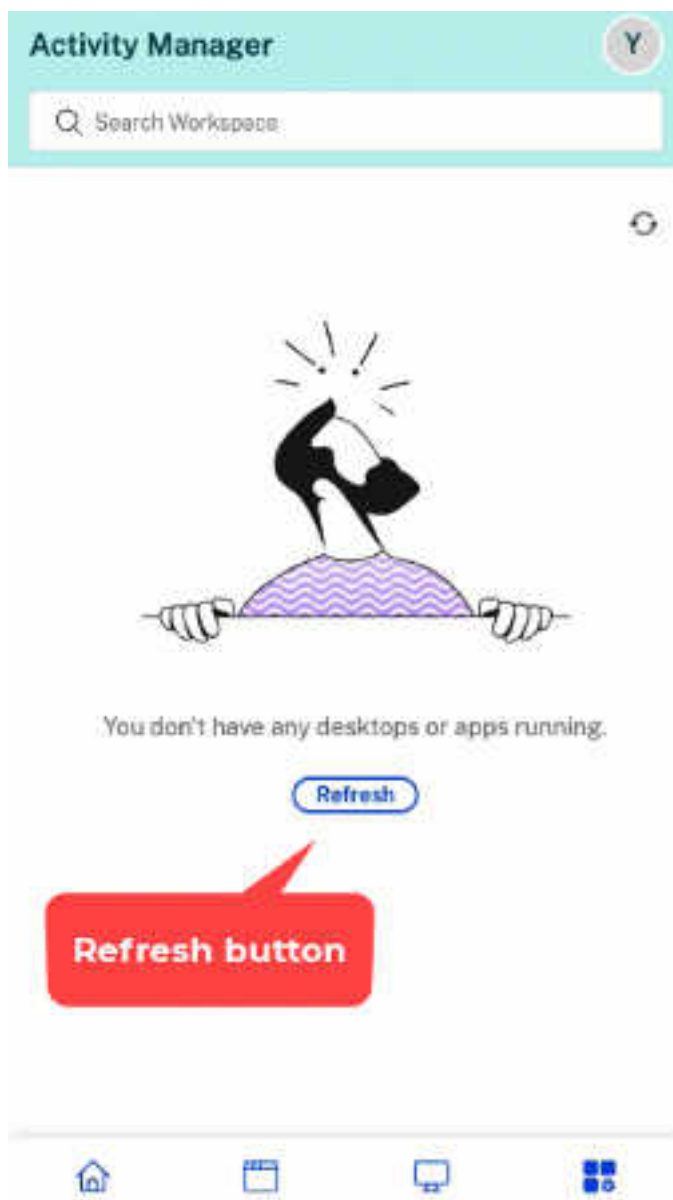 Activity Manager
Y
Search Workspace
You don't have any desktops or apps running.
Refresh
Refresh button